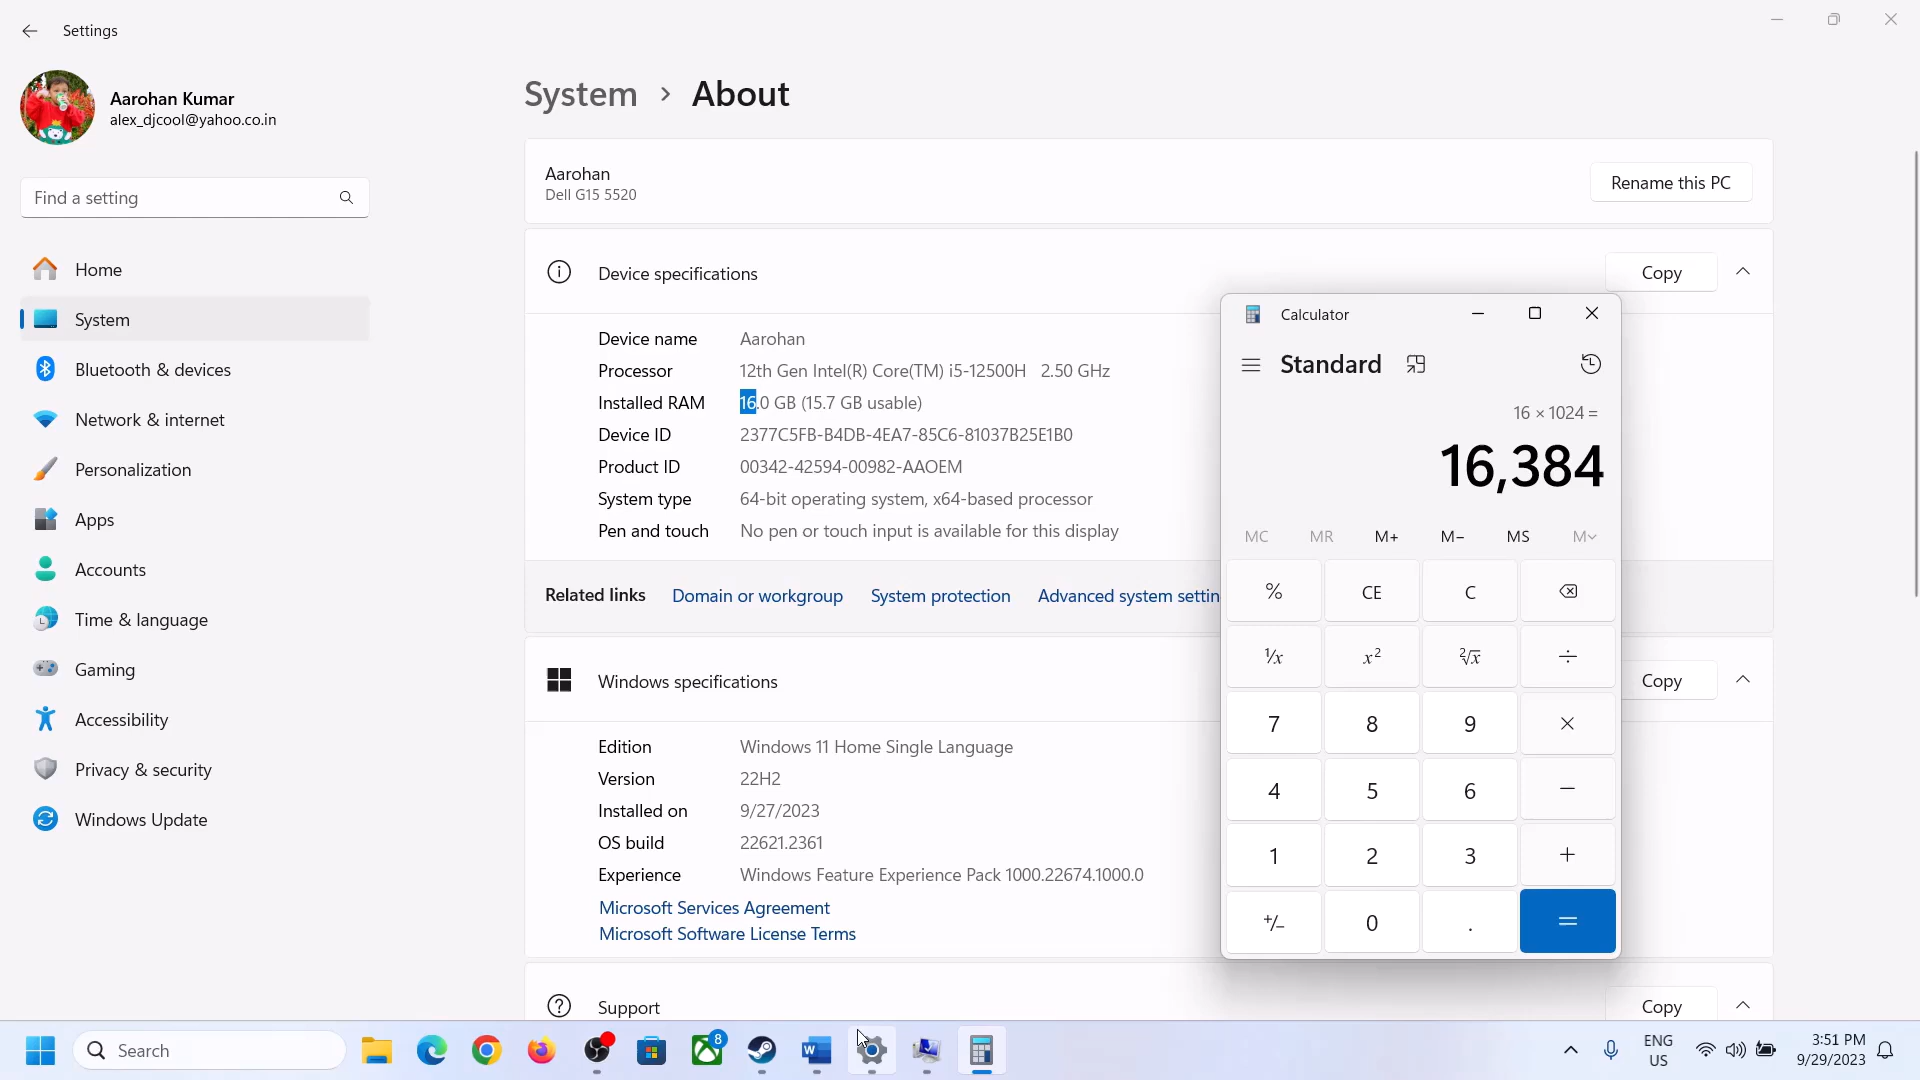 Settings
Aarohan Kumar
alex_djcool@yahoo.co.in
Find a setting
Home
System
Bluetooth & devices
Network & internet
Personalization
Apps
Accounts
Time & language
Gaming
Accessibility
Privacy & security
Windows Update
System > About
Aarohan
Dell G15 5520
Rename this PC
Device specifications
Copy
Device name Aarohan
Processor 12th Gen Intel(R) Core(TM) i5-12500H 2.50 GHz
Installed RAM 16.0 GB (15.7 GB usable)
Device ID 2377C5FB-B4DB-4EA7-85C6-81037B25E1B0
Product ID 00342-42594-00982-AAOEM
System type 64-bit operating system, x64-based processor
Pen and touch No pen or touch input is available for this display
Related links Domain or workgroup System protection Advanced system settin
Windows specifications
Copy
Edition Windows 11 Home Single Language
Version 22H2
Installed on 9/27/2023
OS build 22621.2361
Experience Windows Feature Experience Pack 1000.22674.1000.0
Microsoft Services Agreement
Microsoft Software License Terms
Support
Copy
Calculator
Standard
16 × 1024 =
16,384
MC MR M+ M− MS M
% CE C
1/x x² ²√x ÷
7 8 9 ×
4 5 6 −
1 2 3 +
+/− 0 . =
Search
8
W
ENG
US
3:51 PM
9/29/2023